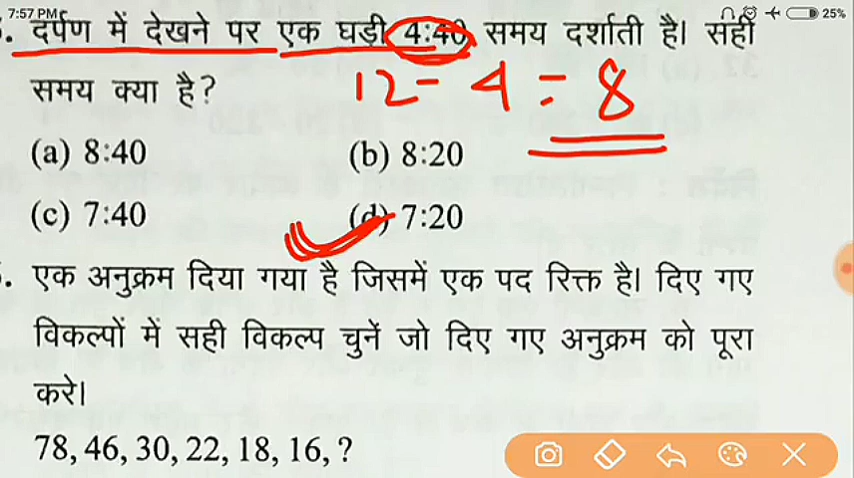 7:57 PM 25%
. दर्पण में देखने पर एक घड़ी 4:40 समय दर्शाती है। सही
समय क्या है?
12 - 4 = 8
(a) 8:40 (b) 8:20
(c) 7:40 (d) 7:20
. एक अनुक्रम दिया गया है जिसमें एक पद रिक्त है। दिए गए
विकल्पों में सही विकल्प चुनें जो दिए गए अनुक्रम को पूरा
करे।
78, 46, 30, 22, 18, 16, ?